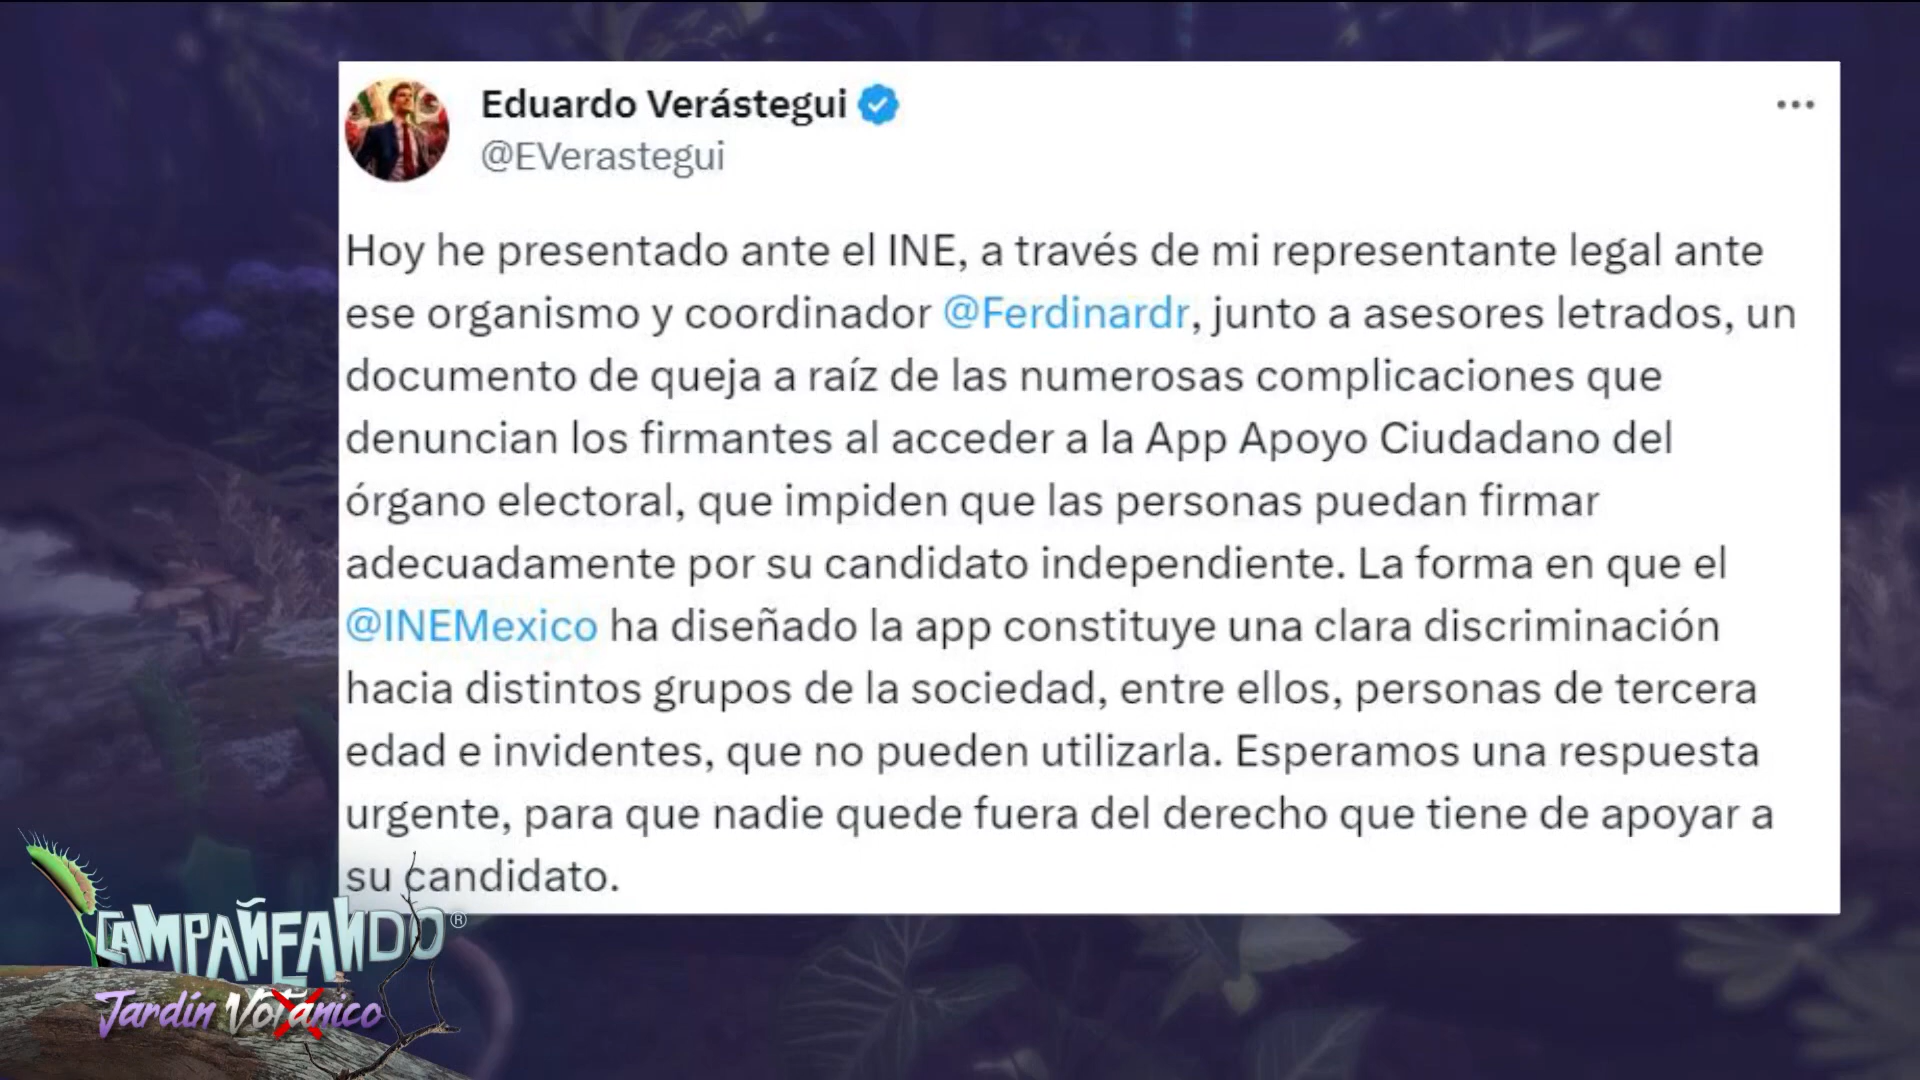 Eduardo Verástegui
@EVerastegui
Hoy he presentado ante el INE, a través de mi representante legal ante
ese organismo y coordinador @Ferdinardr, junto a asesores letrados, un
documento de queja a raíz de las numerosas complicaciones que
denuncian los firmantes al acceder a la App Apoyo Ciudadano del
órgano electoral, que impiden que las personas puedan firmar
adecuadamente por su candidato independiente. La forma en que el
@INEMexico ha diseñado la app constituye una clara discriminación
hacia distintos grupos de la sociedad, entre ellos, personas de tercera
edad e invidentes, que no pueden utilizarla. Esperamos una respuesta
urgente, para que nadie quede fuera del derecho que tiene de apoyar a
su candidato.
CAMPAÑEANDO®
Jardín Votánico